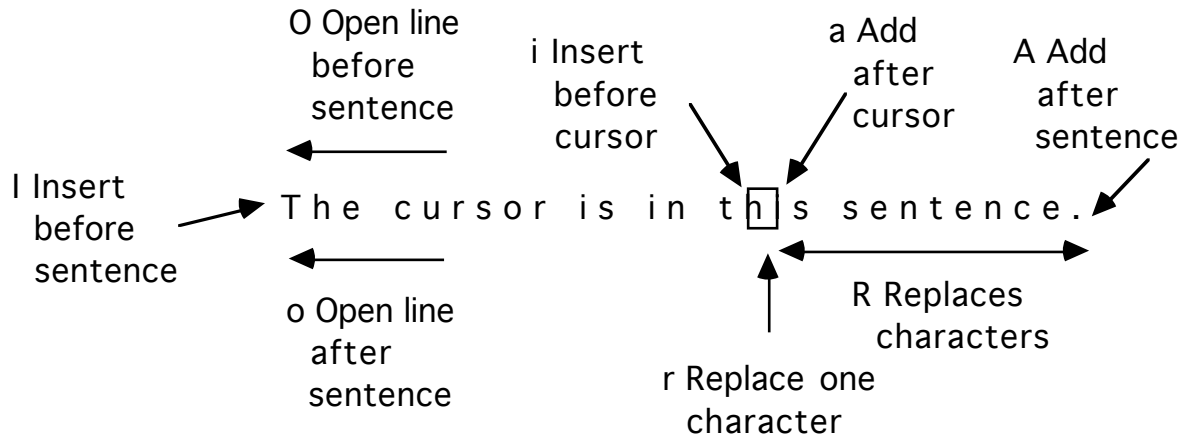 O Open line
before
sentence
i Insert
before
cursor
a Add
after
cursor
A Add
after
sentence
I Insert
before
sentence
The cursor is in this sentence.
o Open line
after
sentence
r Replace one
character
R Replaces
characters